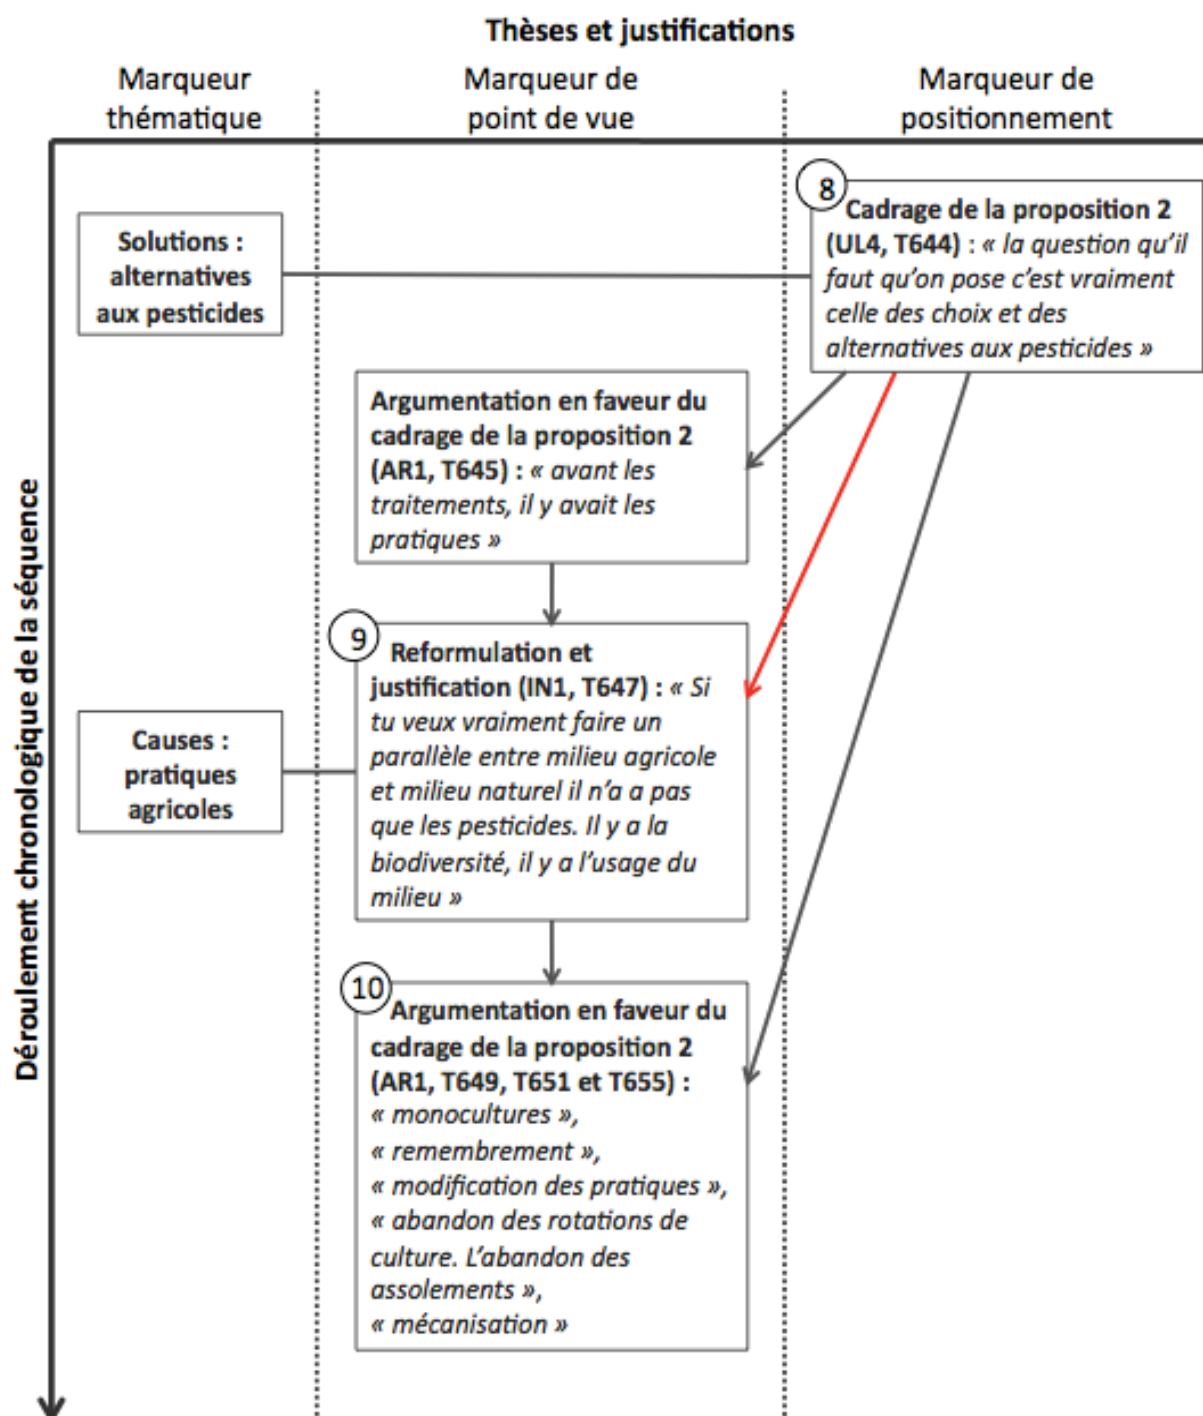 Thèses et justifications
Marqueur
thématique
Marqueur de
point de vue
Marqueur de
positionnement
Déroulement chronologique de la séquence
8
Cadrage de la proposition 2
(UL4, T644) : « la question qu’il
faut qu’on pose c’est vraiment
celle des choix et des
alternatives aux pesticides »
Solutions :
alternatives
aux pesticides
Argumentation en faveur du
cadrage de la proposition 2
(AR1, T645) : « avant les
traitements, il y avait les
pratiques »
9
Reformulation et
justification (IN1, T647) : « Si
tu veux vraiment faire un
parallèle entre milieu agricole
et milieu naturel il n’a a pas
que les pesticides. Il y a la
biodiversité, il y a l’usage du
milieu »
Causes :
pratiques
agricoles
10
Argumentation en faveur du
cadrage de la proposition 2
(AR1, T649, T651 et T655) :
« monocultures »,
« remembrement »,
« modification des pratiques »,
« abandon des rotations de
culture. L’abandon des
assolements »,
« mécanisation »